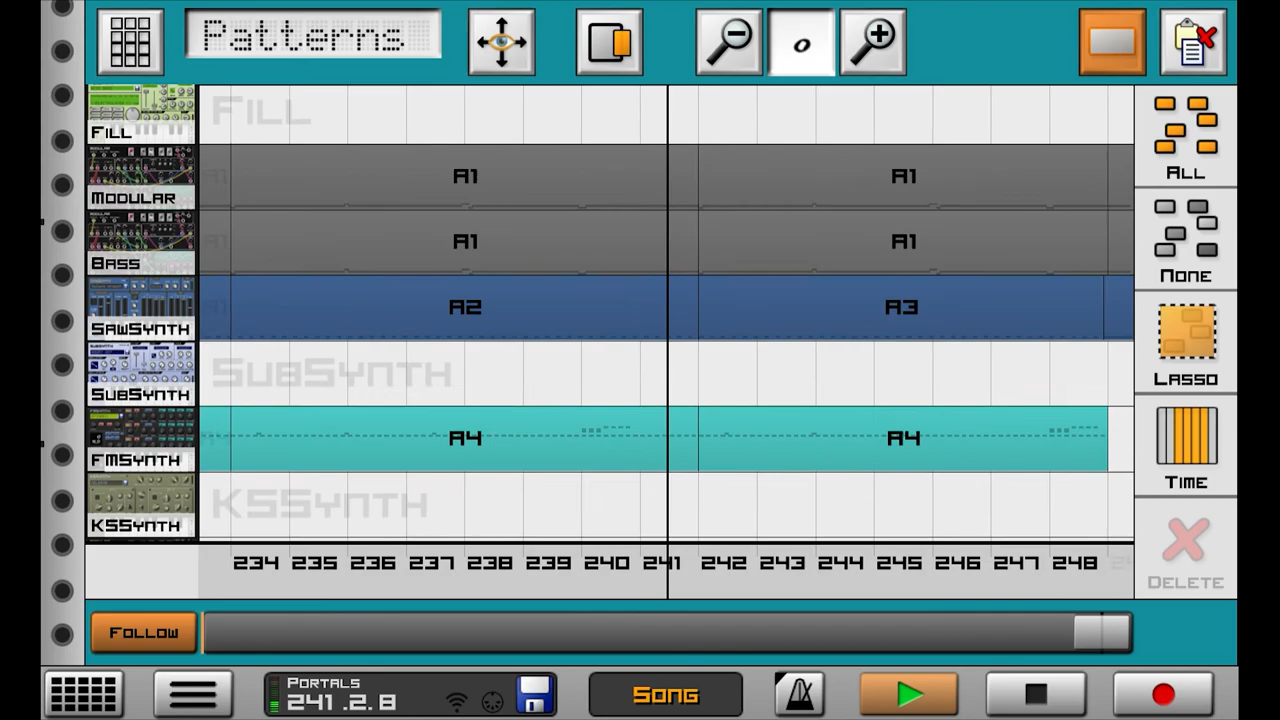 Patterns
Fill
Fill
A1
A1
Modular
A1
A1
Bass
A2
A3
SawSynth
SubSynth
SubSynth
A4
A4
FMSynth
KSSynth
KSSynth
All
None
Lasso
Time
Delete
234 235 236 237 238 239 240 241 242 243 244 245 246 247 248
Follow
Portals
241 .2.8
Song